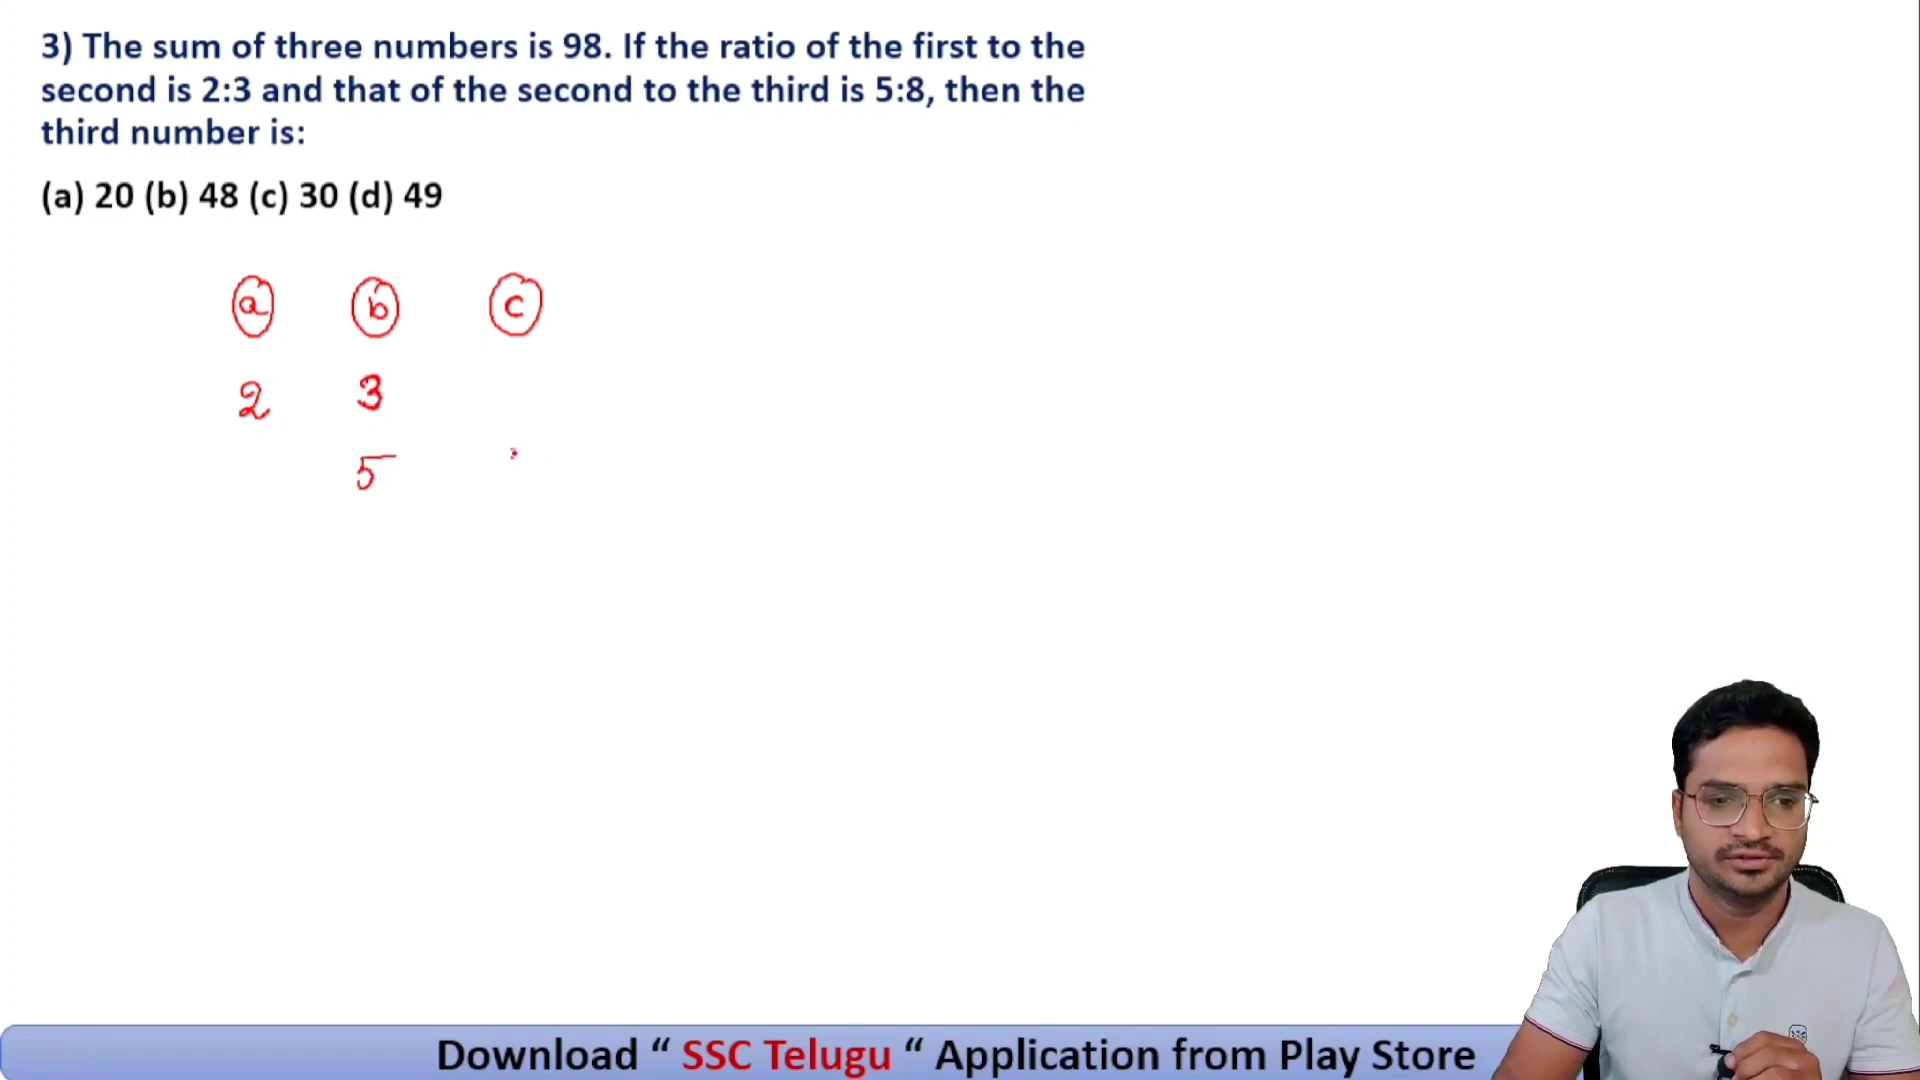 3) The sum of three numbers is 98. If the ratio of the first to the
second is 2:3 and that of the second to the third is 5:8, then the
third number is:
(a) 20 (b) 48 (c) 30 (d) 49
a b c
2 3
5
Download “ SSC Telugu “ Application from Play Store